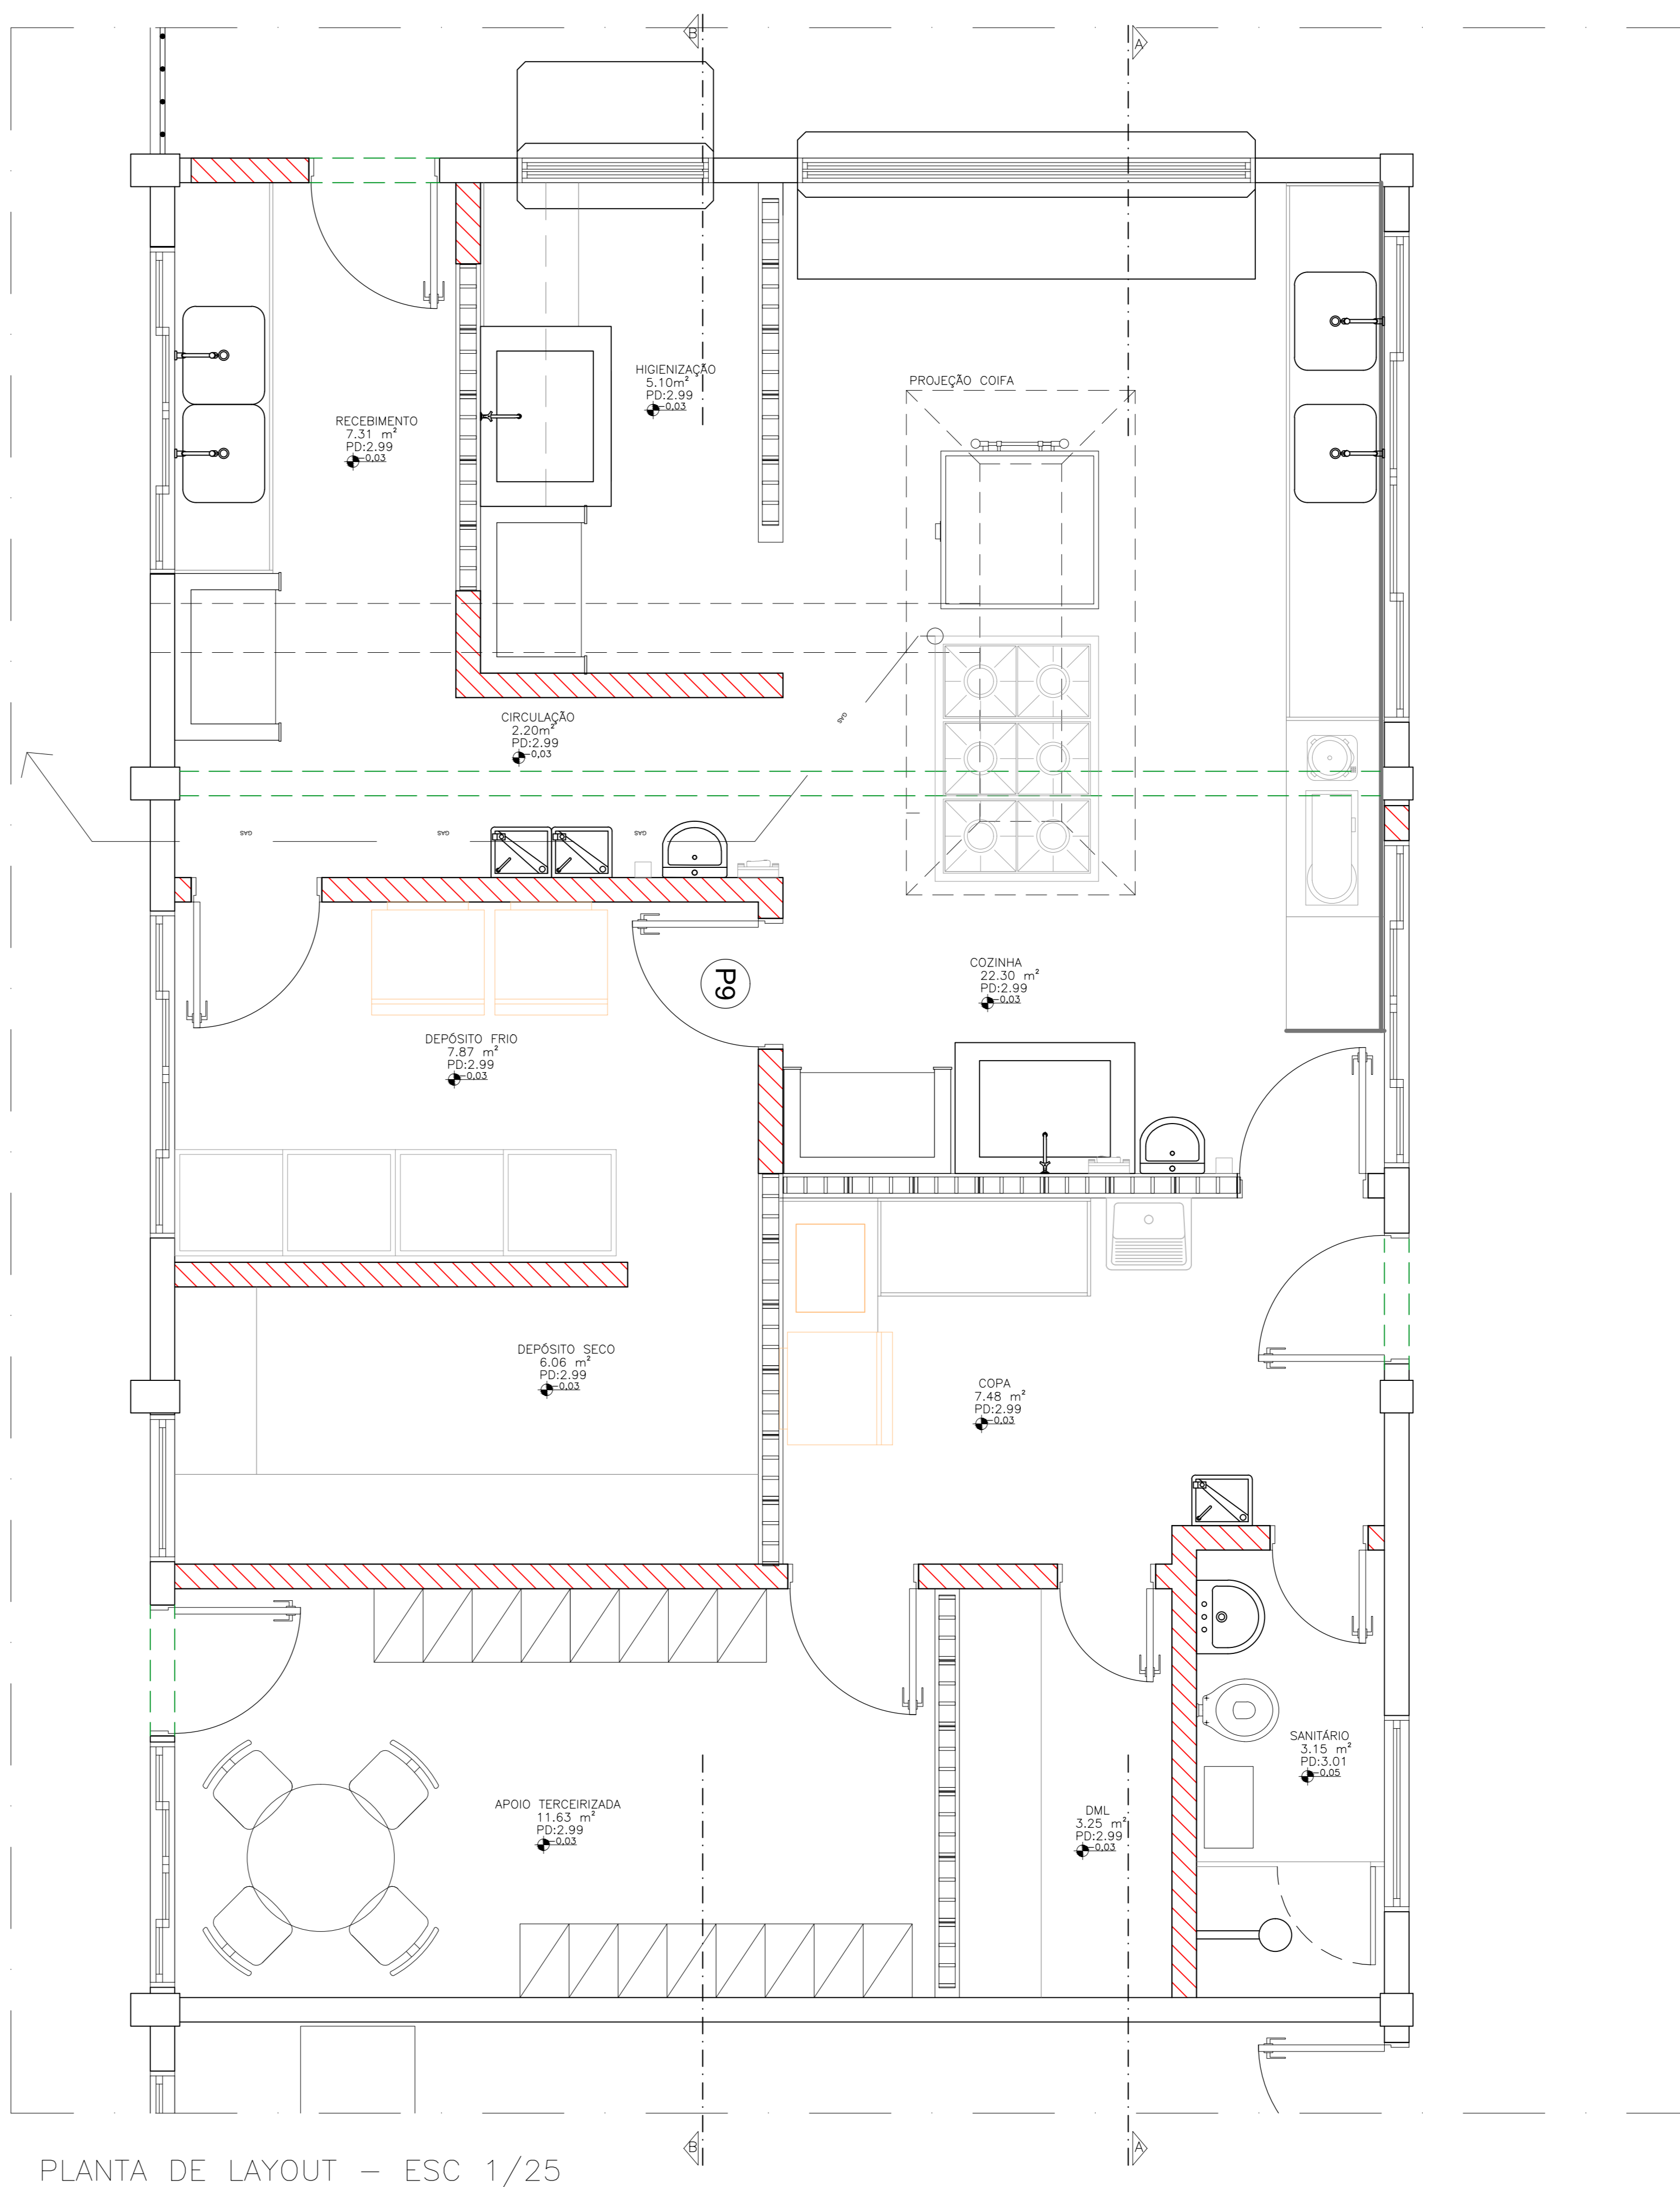 B
A
HIGIENIZAÇÃO
5.10m²
PD:2.99
-0.03
PROJEÇÃO COIFA
RECEBIMENTO
7.31 m²
PD:2.99
-0.03
CIRCULAÇÃO
2.20m²
PD:2.99
-0.03
GAS
GAS
GAS
GAS
P9
COZINHA
22.30 m²
PD:2.99
-0.03
DEPÓSITO FRIO
7.87 m²
PD:2.99
-0.03
DEPÓSITO SECO
6.06 m²
PD:2.99
-0.03
COPA
7.48 m²
PD:2.99
-0.03
SANITÁRIO
3.15 m²
PD:3.01
-0.05
APOIO TERCEIRIZADA
11.63 m²
PD:2.99
-0.03
DML
3.25 m²
PD:2.99
-0.03
B
A
PLANTA DE LAYOUT - ESC 1/25